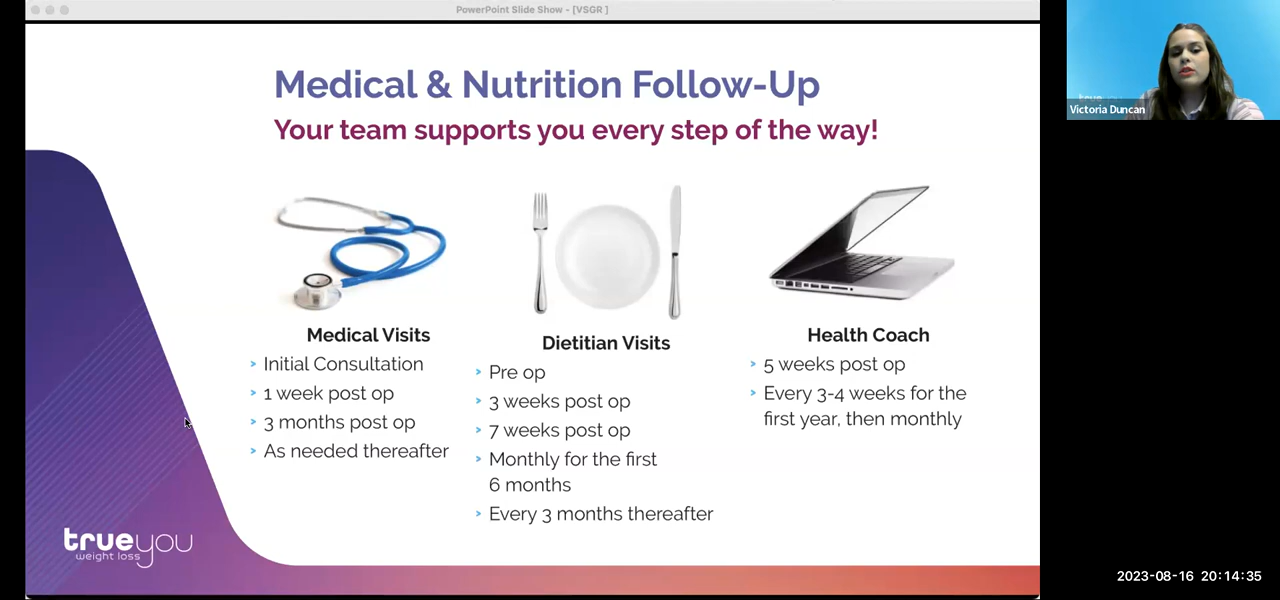 PowerPoint Slide Show - [VSGR ]
Medical & Nutrition Follow-Up
Your team supports you every step of the way!
Medical Visits
Initial Consultation
1 week post op
3 months post op
As needed thereafter
Dietitian Visits
Pre op
3 weeks post op
7 weeks post op
Monthly for the first
6 months
Every 3 months thereafter
Health Coach
5 weeks post op
Every 3-4 weeks for the
first year, then monthly
trueyou
weight loss
true
Victoria Duncan
2023-08-16 20:14:35